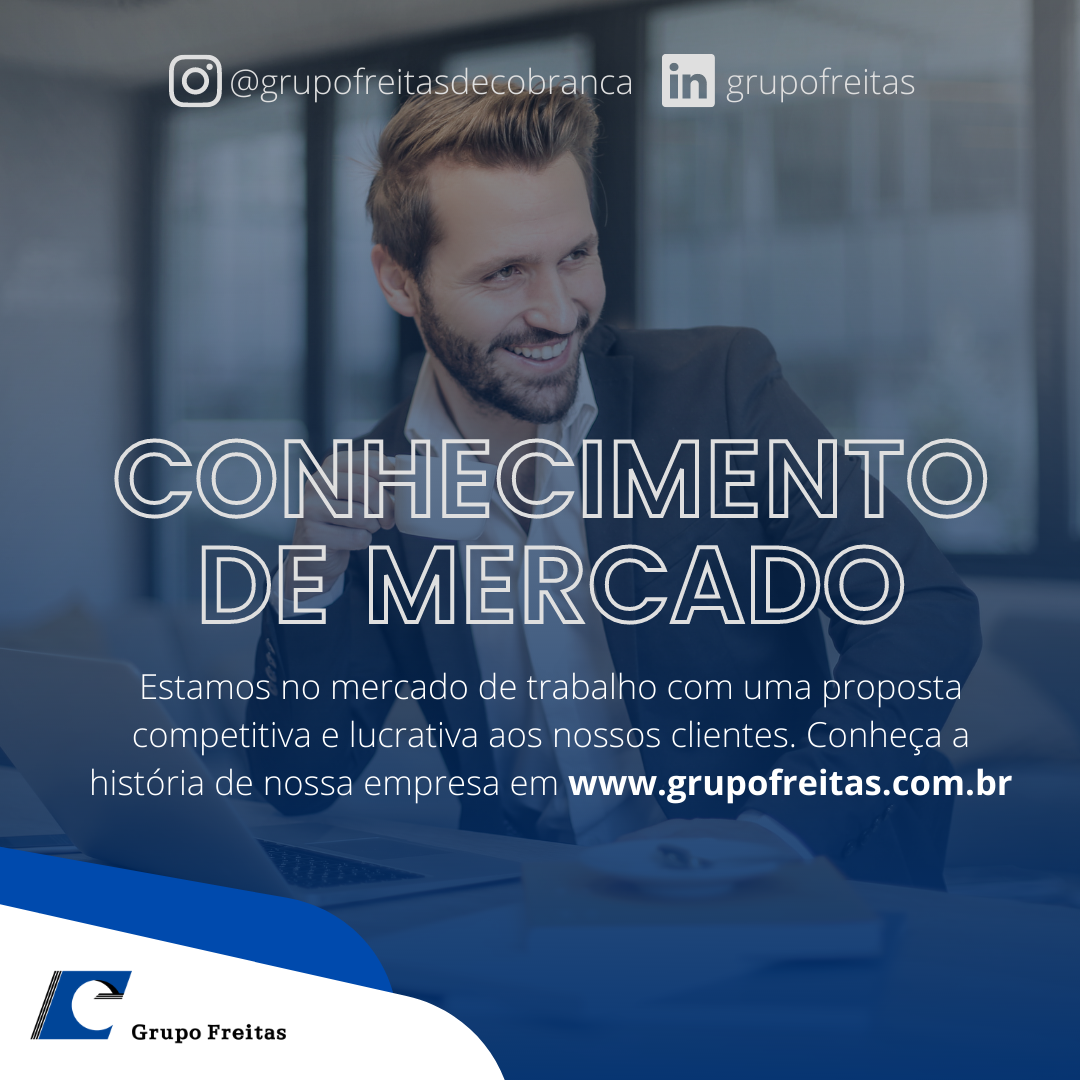 @grupofreitasdecobranca grupofreitas
CONHECIMENTO
DE MERCADO
Estamos no mercado de trabalho com uma proposta
competitiva e lucrativa aos nossos clientes. Conheça a
história de nossa empresa em www.grupofreitas.com.br
Grupo Freitas